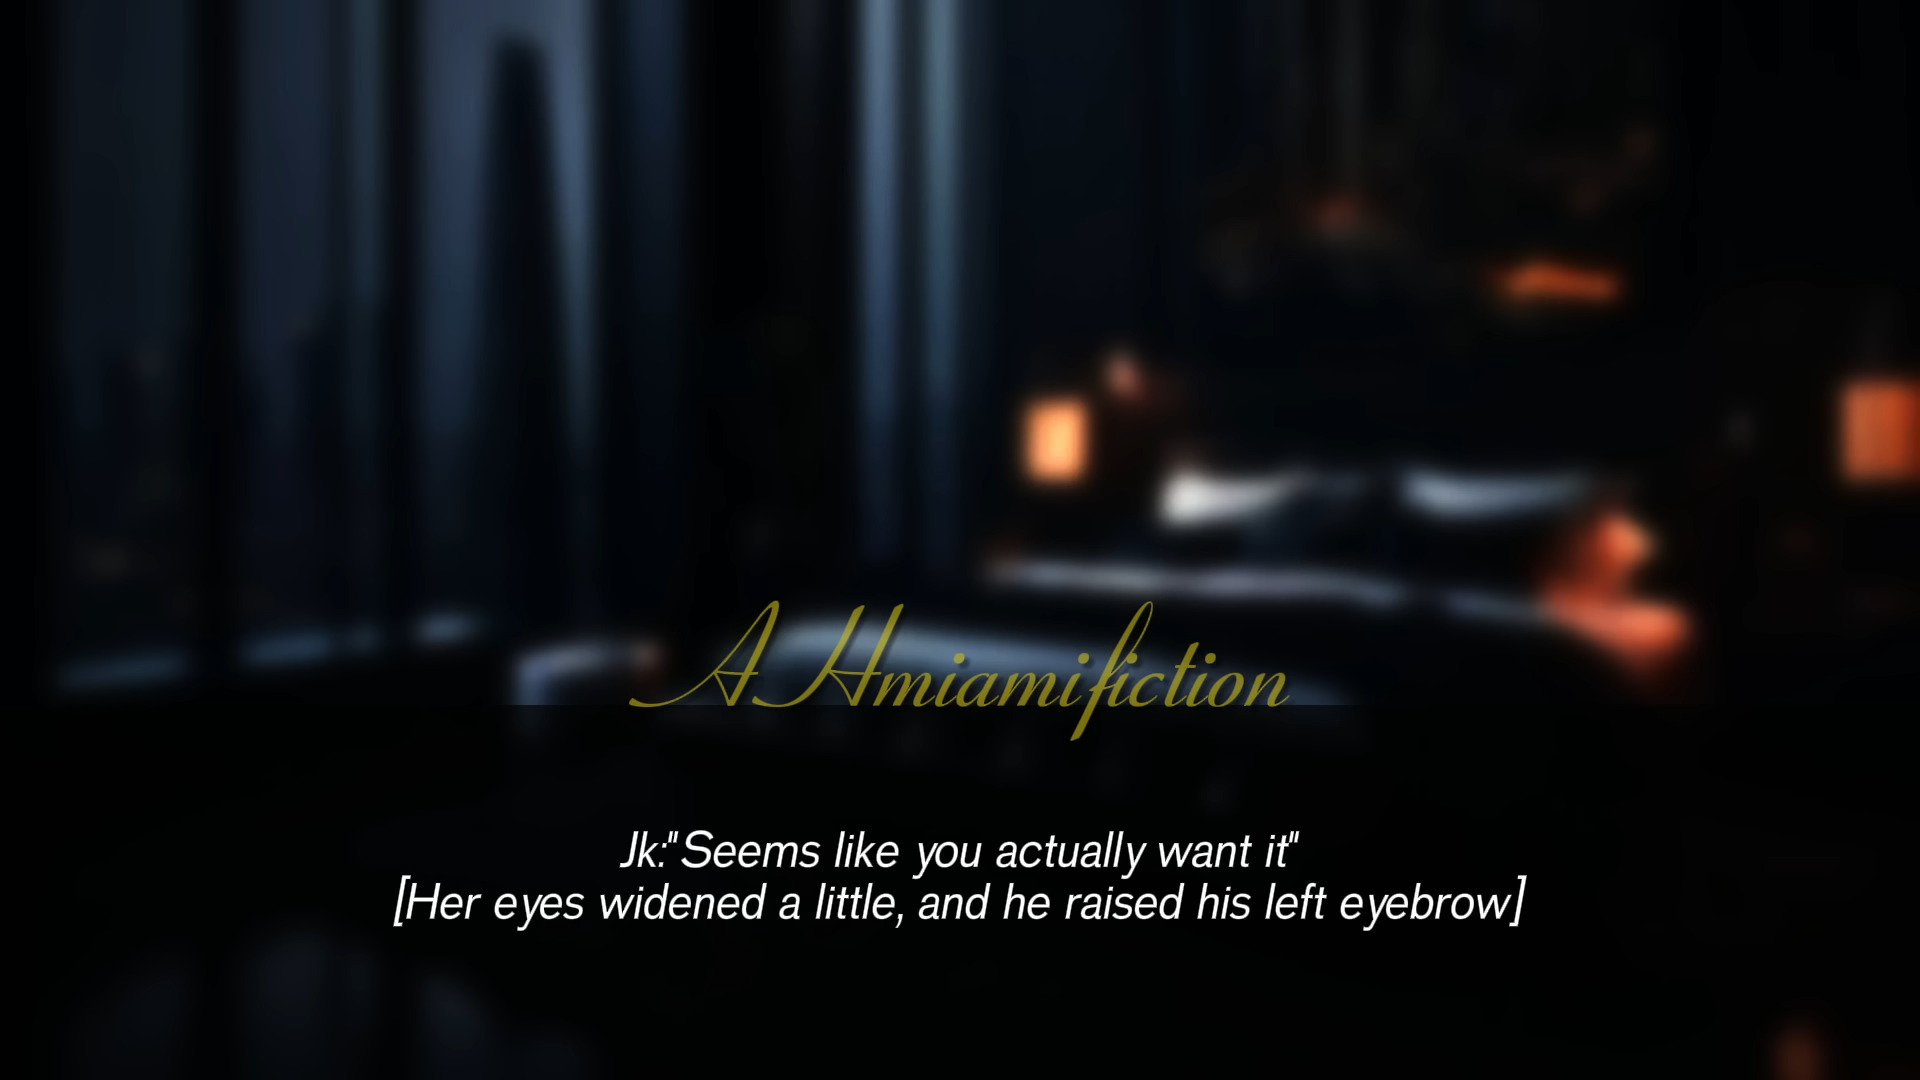 AHmiamifiction
Jk:"Seems like you actually want it"
[Her eyes widened a little, and he raised his left eyebrow]